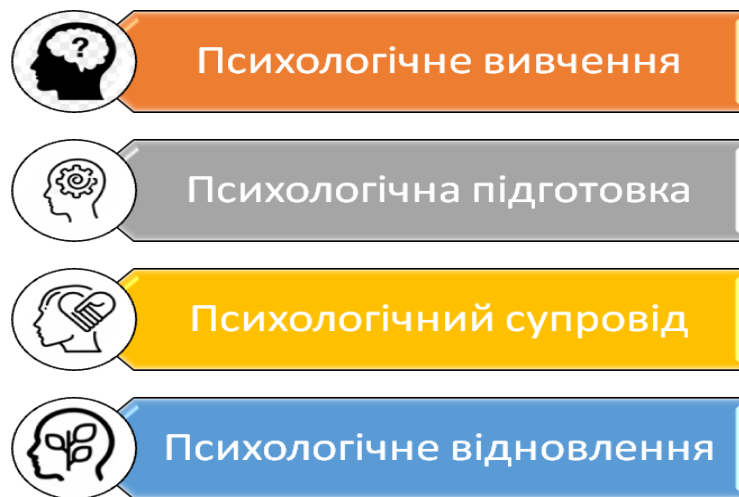 ?
Психологічне вивчення
Психологічна підготовка
Психологічний супровід
Психологічне відновлення